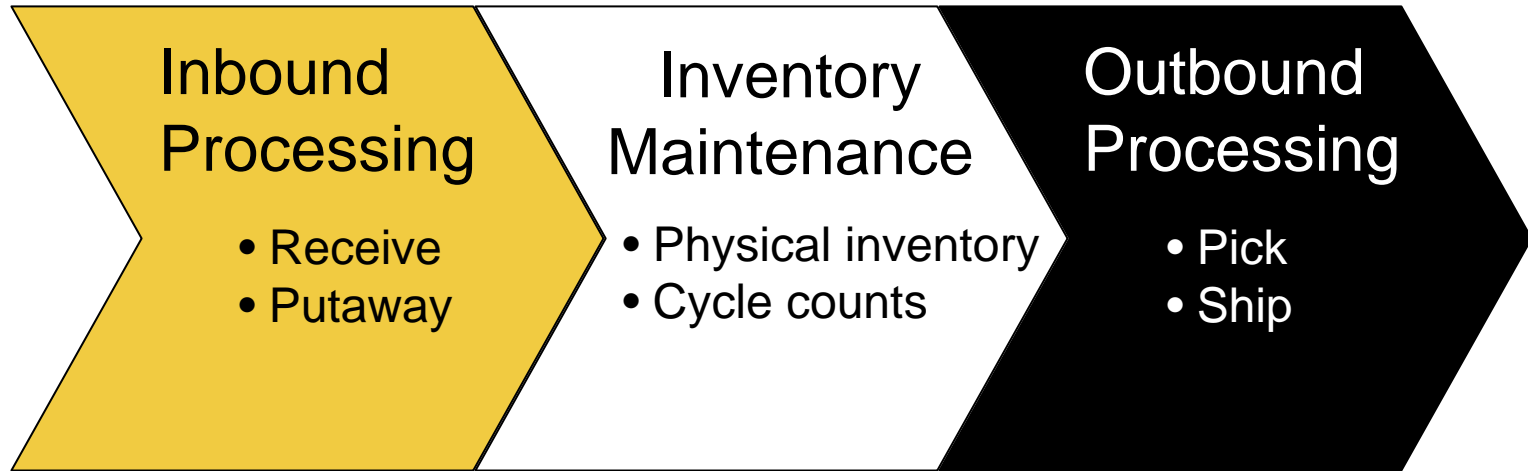 Inbound
Processing
• Receive
• Putaway
Inventory
Maintenance
• Physical inventory
• Cycle counts
Outbound
Processing
• Pick
• Ship